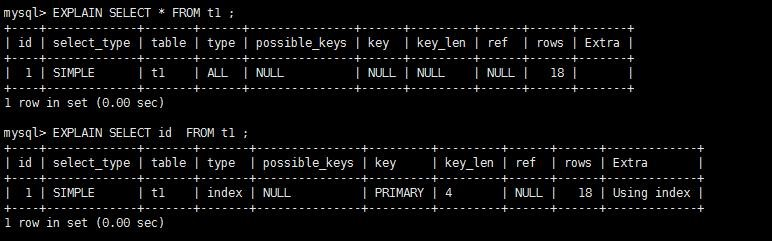 mysql> EXPLAIN SELECT * FROM t1 ;
+----+-------------+-------+------+---------------+------+---------+------+------+-------+
| id | select_type | table | type | possible_keys | key  | key_len | ref  | rows | Extra |
+----+-------------+-------+------+---------------+------+---------+------+------+-------+
|  1 | SIMPLE      | t1    | ALL  | NULL          | NULL | NULL    | NULL |   18 |       |
+----+-------------+-------+------+---------------+------+---------+------+------+-------+
1 row in set (0.00 sec)
mysql> EXPLAIN SELECT id  FROM t1 ;
+----+-------------+-------+-------+---------------+---------+---------+------+------+-------------+
| id | select_type | table | type  | possible_keys | key     | key_len | ref  | rows | Extra       |
+----+-------------+-------+-------+---------------+---------+---------+------+------+-------------+
|  1 | SIMPLE      | t1    | index | NULL          | PRIMARY | 4       | NULL |   18 | Using index |
+----+-------------+-------+-------+---------------+---------+---------+------+------+-------------+
1 row in set (0.00 sec)